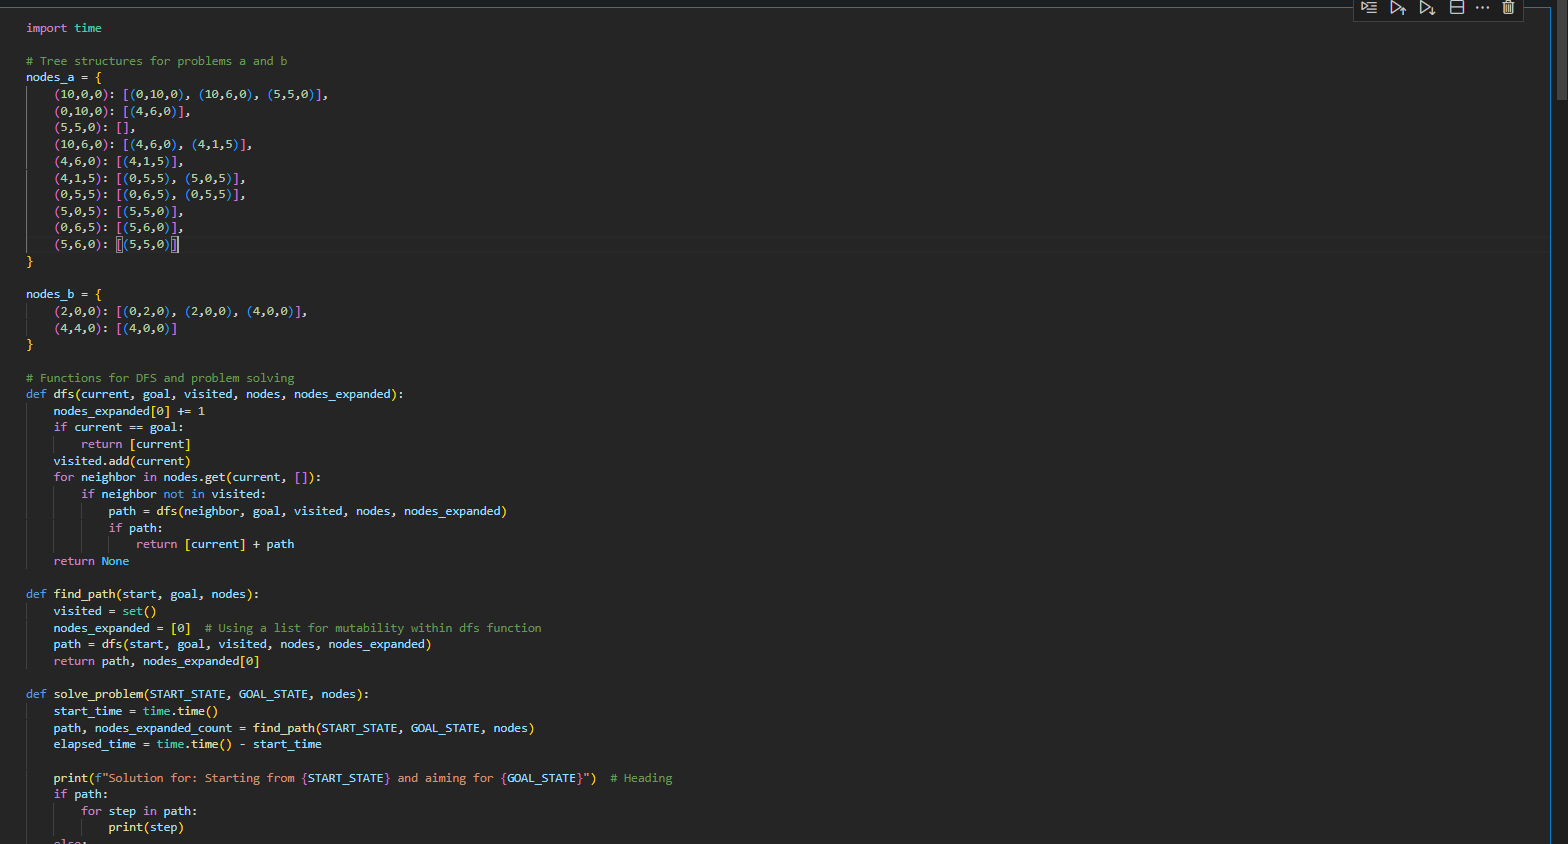 import time

# Tree structures for problems a and b
nodes_a = {
    (10,0,0): [(0,10,0), (10,6,0), (5,5,0)],
    (0,10,0): [(4,6,0)],
    (5,5,0): [],
    (10,6,0): [(4,6,0), (4,1,5)],
    (4,6,0): [(4,1,5)],
    (4,1,5): [(0,5,5), (5,0,5)],
    (0,5,5): [(0,6,5), (0,5,5)],
    (5,0,5): [(5,5,0)],
    (0,6,5): [(5,6,0)],
    (5,6,0): [(5,5,0)]
}

nodes_b = {
    (2,0,0): [(0,2,0), (2,0,0), (4,0,0)],
    (4,4,0): [(4,0,0)]
}

# Functions for DFS and problem solving
def dfs(current, goal, visited, nodes, nodes_expanded):
    nodes_expanded[0] += 1
    if current == goal:
        return [current]
    visited.add(current)
    for neighbor in nodes.get(current, []):
        if neighbor not in visited:
            path = dfs(neighbor, goal, visited, nodes, nodes_expanded)
            if path:
                return [current] + path
    return None

def find_path(start, goal, nodes):
    visited = set()
    nodes_expanded = [0]  # Using a list for mutability within dfs function
    path = dfs(start, goal, visited, nodes, nodes_expanded)
    return path, nodes_expanded[0]

def solve_problem(START_STATE, GOAL_STATE, nodes):
    start_time = time.time()
    path, nodes_expanded_count = find_path(START_STATE, GOAL_STATE, nodes)
    elapsed_time = time.time() - start_time

    print(f"Solution for: Starting from {START_STATE} and aiming for {GOAL_STATE}")  # Heading
    if path:
        for step in path:
            print(step)
    else: